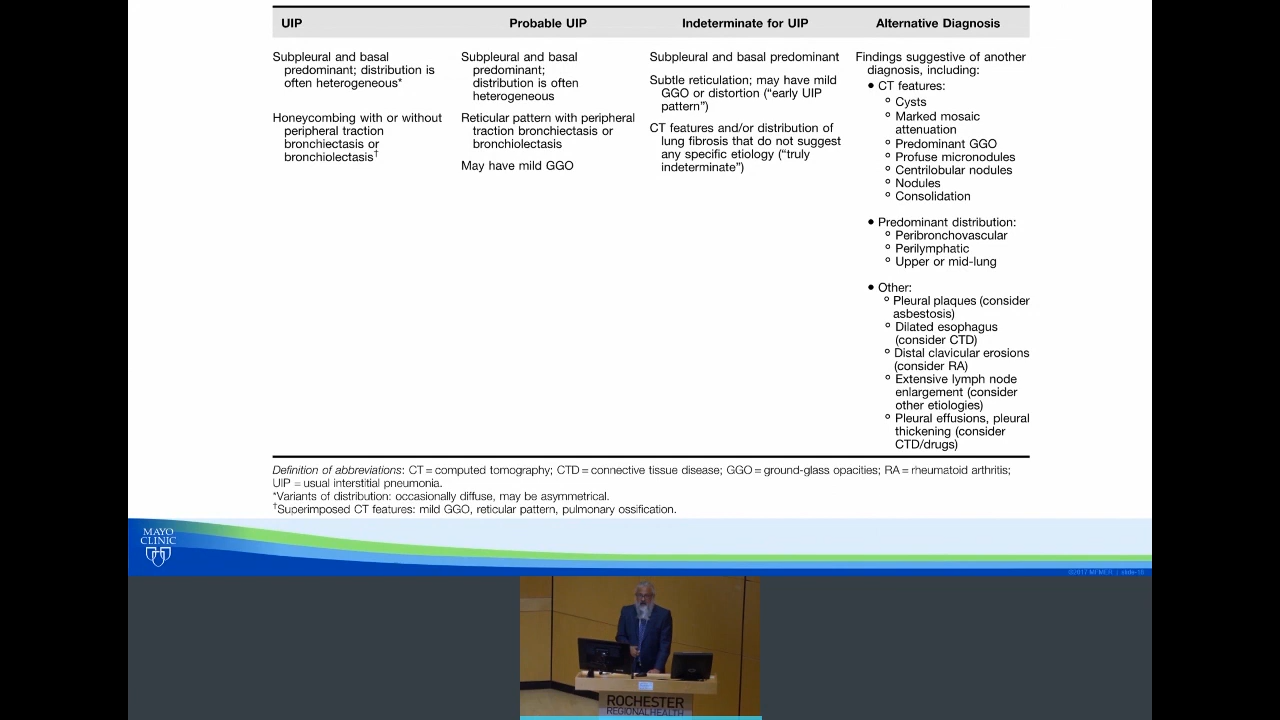 UIP
Probable UIP
Indeterminate for UIP
Alternative Diagnosis
Subpleural and basal
predominant; distribution is
often heterogeneous*
Honeycombing with or without
peripheral traction
bronchiectasis or
bronchiolectasis†
Subpleural and basal
predominant;
distribution is often
heterogeneous
Reticular pattern with peripheral
traction bronchiectasis or
bronchiolectasis
May have mild GGO
Subpleural and basal predominant
Subtle reticulation; may have mild
GGO or distortion (“early UIP
pattern”)
CT features and/or distribution of
lung fibrosis that do not suggest
any specific etiology (“truly
indeterminate”)
Findings suggestive of another
diagnosis, including:
• CT features:
° Cysts
° Marked mosaic
attenuation
° Predominant GGO
° Profuse micronodules
° Centrilobular nodules
° Nodules
° Consolidation
• Predominant distribution:
° Peribronchovascular
° Perilymphatic
° Upper or mid-lung
• Other:
° Pleural plaques (consider
asbestosis)
° Dilated esophagus
(consider CTD)
° Distal clavicular erosions
(consider RA)
° Extensive lymph node
enlargement (consider
other etiologies)
° Pleural effusions, pleural
thickening (consider
CTD/drugs)
Definition of abbreviations: CT = computed tomography; CTD = connective tissue disease; GGO = ground-glass opacities; RA = rheumatoid arthritis;
UIP = usual interstitial pneumonia.
*Variants of distribution: occasionally diffuse, may be asymmetrical.
†Superimposed CT features: mild GGO, reticular pattern, pulmonary ossification.
MAYO
CLINIC
©2017 MFMER | slide-16
ROCHESTER
REGIONAL HEALTH